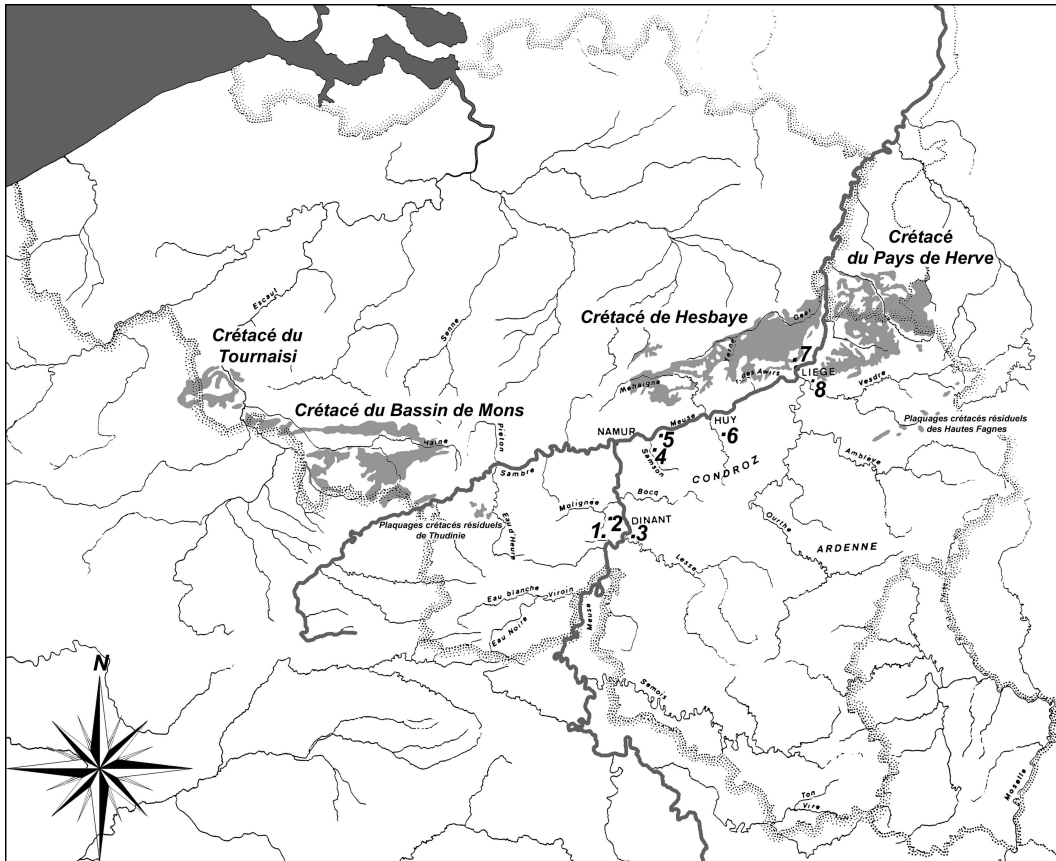 Crétacé
du Pays de Herve
Escaut
Senne
Crétacé de Hesbaye
Geer
Crétacé du
Tournaisi
Yerne
7
des Awirs
LIEGE
Mehaigne
8
Vesdre
Crétacé du Bassin de Mons
Meuse
HUY
Plaquages crétacés résiduels
des Hautes Fagnes
Haine
Piéton
NAMUR
5
6
4
Samson
Amblève
Sambre
CONDROZ
Bocq
Molignée
Plaquages crétacés résiduels
de Thudinie
Eau d'Heure
1
2
DINANT
3
Ourthe
ARDENNE
Lesse
Eau blanche
Viroin
Meuse
Eau Noire
N
Semois
Moselle
Ton
Vire